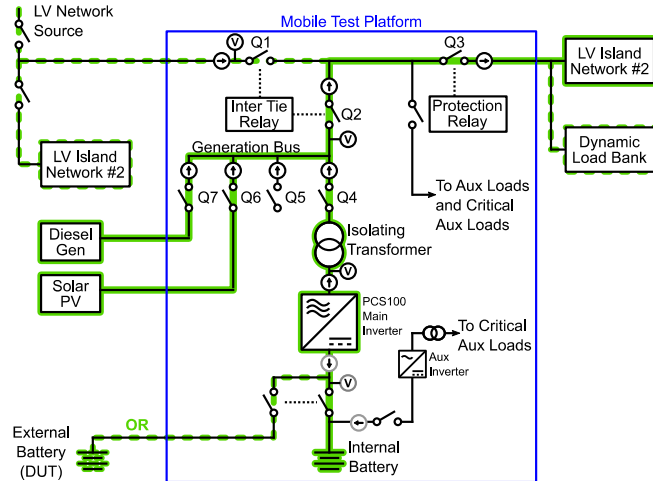 LV Network
Source
Mobile Test Platform
V
Q1
Q3
LV Island
Network #2
Inter Tie
Relay
Q2
Protection
Relay
V
Generation Bus
LV Island
Network #2
Dynamic
Load Bank
Q7
Q6
Q5
Q4
To Aux Loads
and Critical
Aux Loads
Diesel
Gen
Isolating
Transformer
V
Solar
PV
PCS100
Main
Inverter
To Critical
Aux Loads
Aux
Inverter
V
OR
External
Battery
(DUT)
Internal
Battery